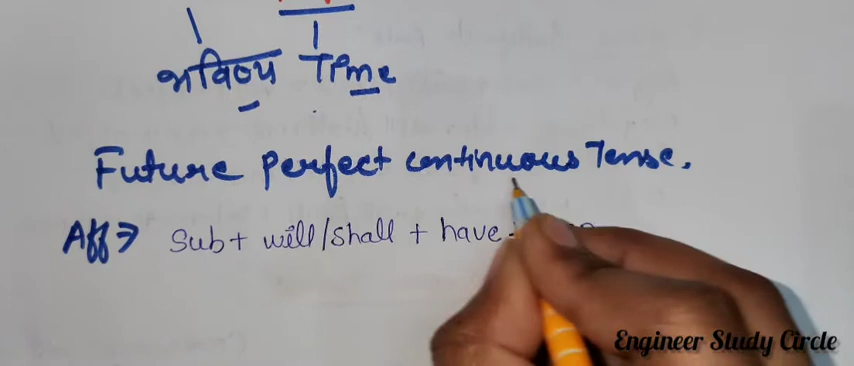 भविष्य Time
Future perfect continuous Tense.
Aff ⇒ Sub + will/shall + have
Engineer Study Circle